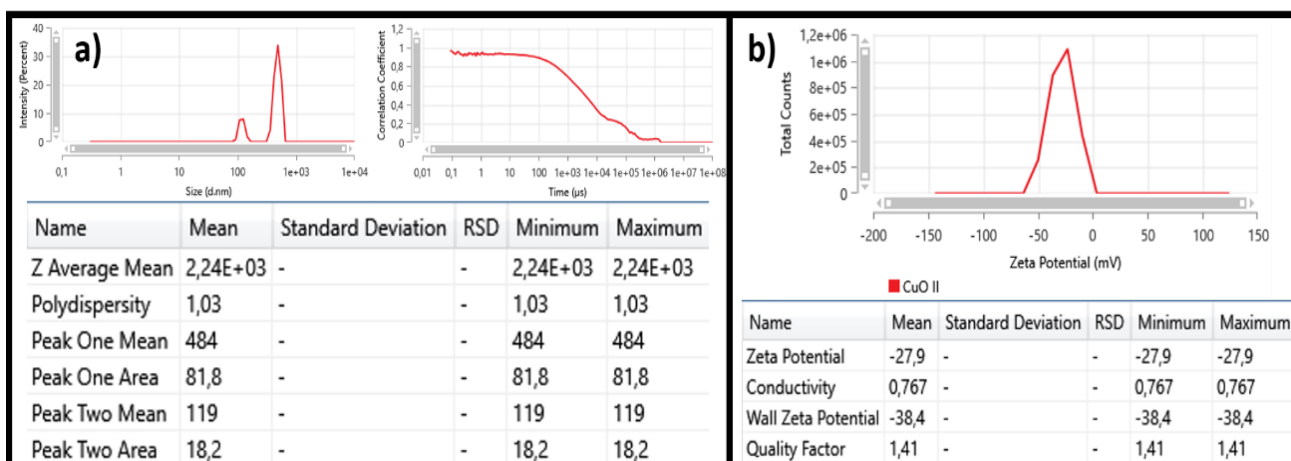 a)
Intensity (Percent)
40
30
20
10
0
0,1 1 10 100 1e+03 1e+04
Size (d.nm)
Correlation Coefficient
1,2
1
0,8
0,6
0,4
0,2
0
0,01 0,1 1 10 100 1e+03 1e+04 1e+05 1e+06 1e+07 1e+08
Time (µs)
Name Mean Standard Deviation RSD Minimum Maximum
Z Average Mean 2,24E+03 - - 2,24E+03 2,24E+03
Polydispersity 1,03 - - 1,03 1,03
Peak One Mean 484 - - 484 484
Peak One Area 81,8 - - 81,8 81,8
Peak Two Mean 119 - - 119 119
Peak Two Area 18,2 - - 18,2 18,2
b)
Total Counts
1,2e+06
1e+06
8e+05
6e+05
4e+05
2e+05
0
-200 -150 -100 -50 0 50 100 150
Zeta Potential (mV)
CuO II
Name Mean Standard Deviation RSD Minimum Maximum
Zeta Potential -27,9 - - -27,9 -27,9
Conductivity 0,767 - - 0,767 0,767
Wall Zeta Potential -38,4 - - -38,4 -38,4
Quality Factor 1,41 - - 1,41 1,41